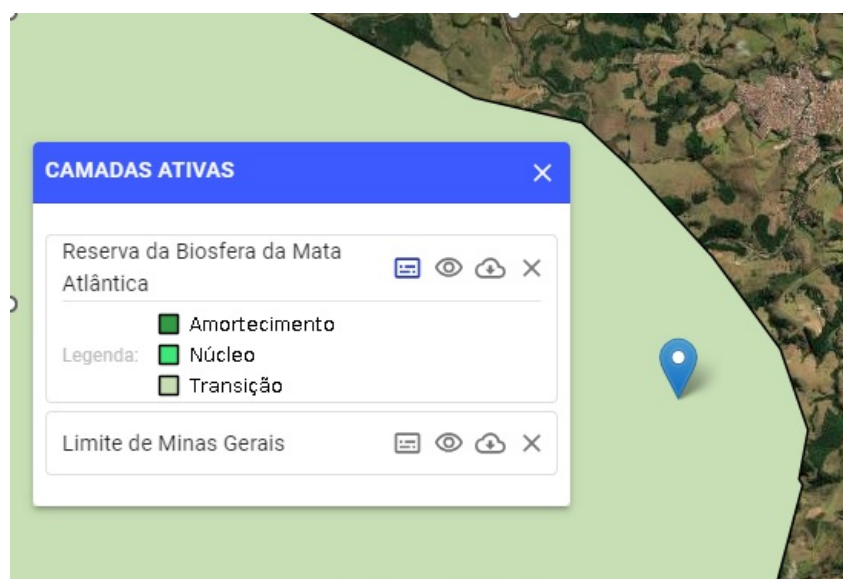 CAMADAS ATIVAS
Reserva da Biosfera da Mata
Atlântica
Legenda:
Amortecimento
Núcleo
Transição
Limite de Minas Gerais